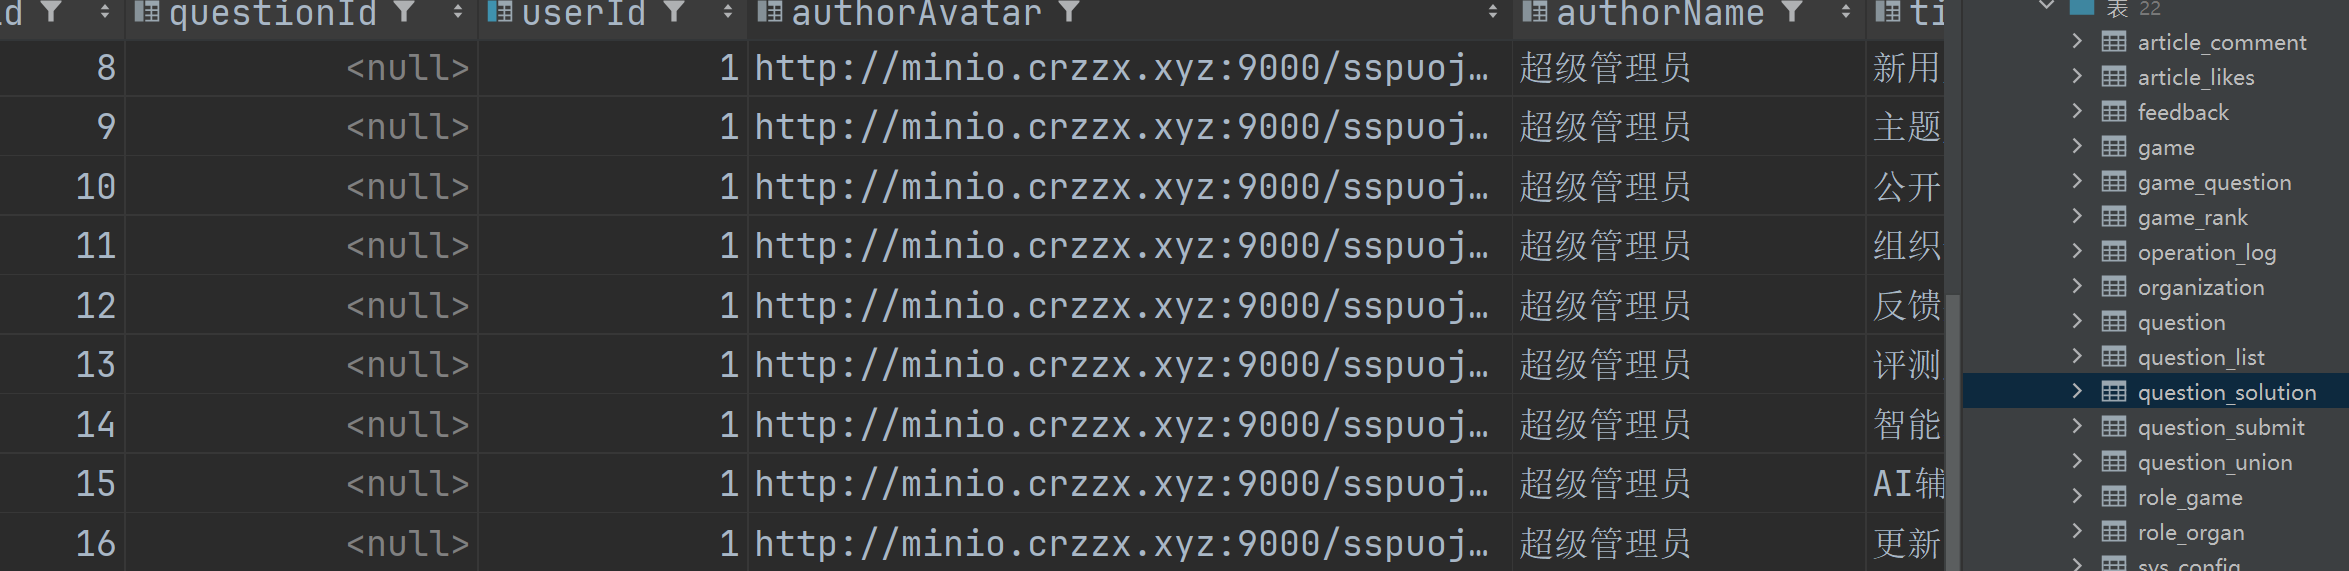 questionId userId authorAvatar authorName
8 <null> 1 http://minio.crzzx.xyz:9000/sspuoj… 超级管理员 新用
9 <null> 1 http://minio.crzzx.xyz:9000/sspuoj… 超级管理员 主题
10 <null> 1 http://minio.crzzx.xyz:9000/sspuoj… 超级管理员 公开
11 <null> 1 http://minio.crzzx.xyz:9000/sspuoj… 超级管理员 组织
12 <null> 1 http://minio.crzzx.xyz:9000/sspuoj… 超级管理员 反馈
13 <null> 1 http://minio.crzzx.xyz:9000/sspuoj… 超级管理员 评测
14 <null> 1 http://minio.crzzx.xyz:9000/sspuoj… 超级管理员 智能
15 <null> 1 http://minio.crzzx.xyz:9000/sspuoj… 超级管理员 AI辅
16 <null> 1 http://minio.crzzx.xyz:9000/sspuoj… 超级管理员 更新
表 22
article_comment
article_likes
feedback
game
game_question
game_rank
operation_log
organization
question
question_list
question_solution
question_submit
question_union
role_game
role_organ
sys_config